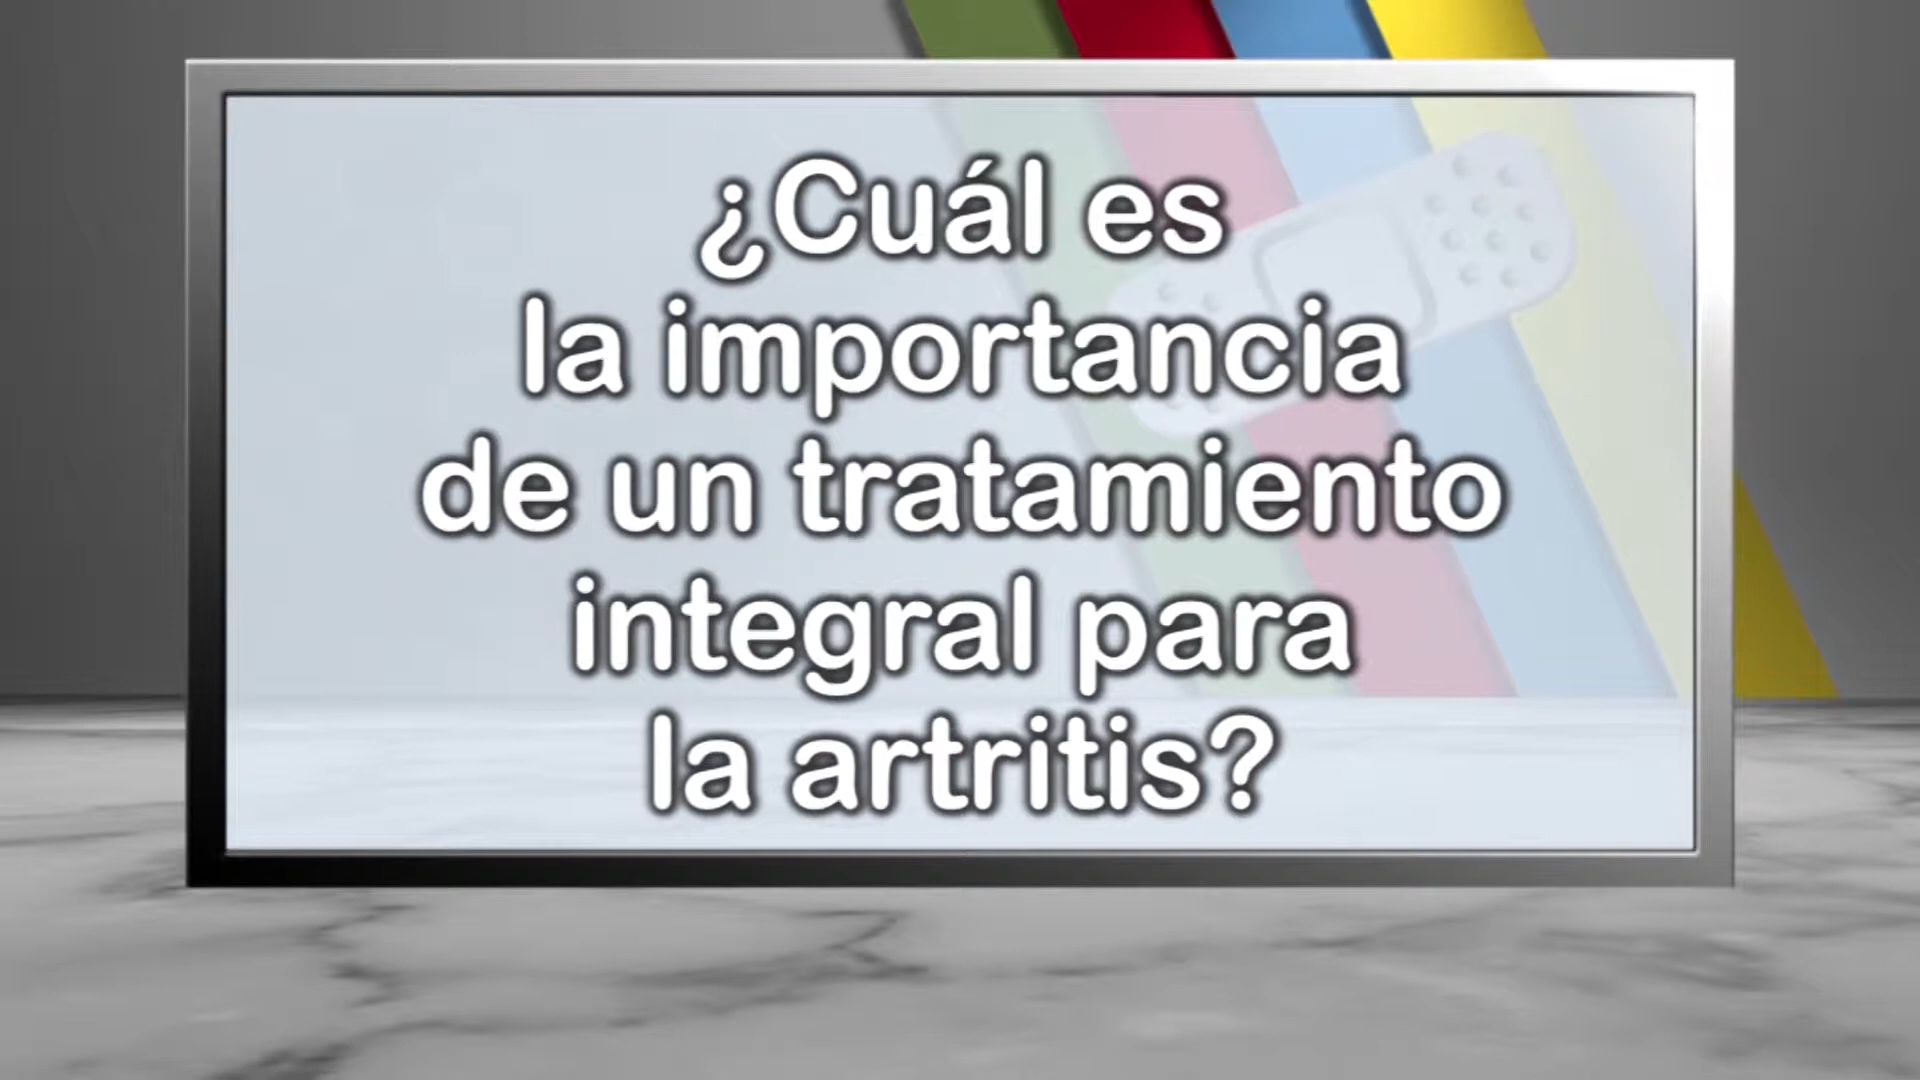 ¿Cuál es
la importancia
de un tratamiento
integral para
la artritis?